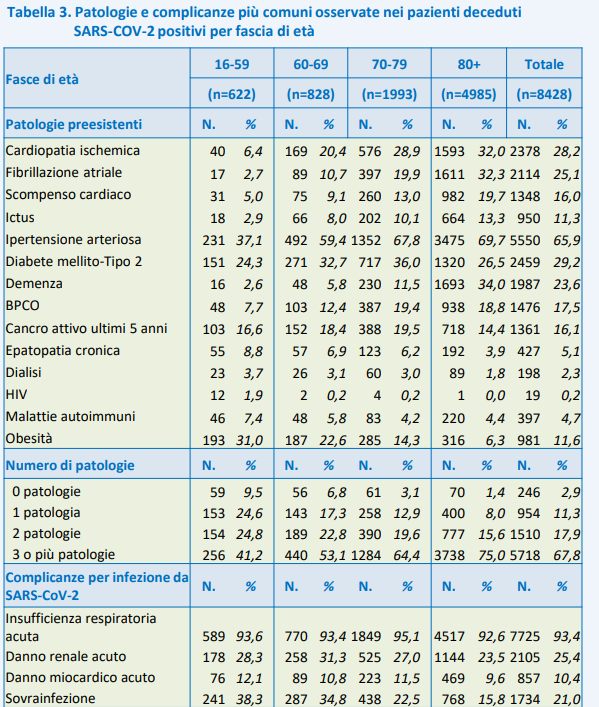 Tabella 3. Patologie e complicanze più comuni osservate nei pazienti deceduti
SARS-COV-2 positivi per fascia di età
Fasce di età 16-59 60-69 70-79 80+ Totale
(n=622) (n=828) (n=1993) (n=4985) (n=8428)
Patologie preesistenti N. % N. % N. % N. % N. %
Cardiopatia ischemica 40 6,4 169 20,4 576 28,9 1593 32,0 2378 28,2
Fibrillazione atriale 17 2,7 89 10,7 397 19,9 1611 32,3 2114 25,1
Scompenso cardiaco 31 5,0 75 9,1 260 13,0 982 19,7 1348 16,0
Ictus 18 2,9 66 8,0 202 10,1 664 13,3 950 11,3
Ipertensione arteriosa 231 37,1 492 59,4 1352 67,8 3475 69,7 5550 65,9
Diabete mellito-Tipo 2 151 24,3 271 32,7 717 36,0 1320 26,5 2459 29,2
Demenza 16 2,6 48 5,8 230 11,5 1693 34,0 1987 23,6
BPCO 48 7,7 103 12,4 387 19,4 938 18,8 1476 17,5
Cancro attivo ultimi 5 anni 103 16,6 152 18,4 388 19,5 718 14,4 1361 16,1
Epatopatia cronica 55 8,8 57 6,9 123 6,2 192 3,9 427 5,1
Dialisi 23 3,7 26 3,1 60 3,0 89 1,8 198 2,3
HIV 12 1,9 2 0,2 4 0,2 1 0,0 19 0,2
Malattie autoimmuni 46 7,4 48 5,8 83 4,2 220 4,4 397 4,7
Obesità 193 31,0 187 22,6 285 14,3 316 6,3 981 11,6
Numero di patologie N. % N. % N. % N. % N. %
0 patologie 59 9,5 56 6,8 61 3,1 70 1,4 246 2,9
1 patologia 153 24,6 143 17,3 258 12,9 400 8,0 954 11,3
2 patologie 154 24,8 189 22,8 390 19,6 777 15,6 1510 17,9
3 o più patologie 256 41,2 440 53,1 1284 64,4 3738 75,0 5718 67,8
Complicanze per infezione da
SARS-CoV-2 N. % N. % N. % N. % N. %
Insufficienza respiratoria
acuta 589 93,6 770 93,4 1849 95,1 4517 92,6 7725 93,4
Danno renale acuto 178 28,3 258 31,3 525 27,0 1144 23,5 2105 25,4
Danno miocardico acuto 76 12,1 89 10,8 223 11,5 469 9,6 857 10,4
Sovrainfezione 241 38,3 287 34,8 438 22,5 768 15,8 1734 21,0